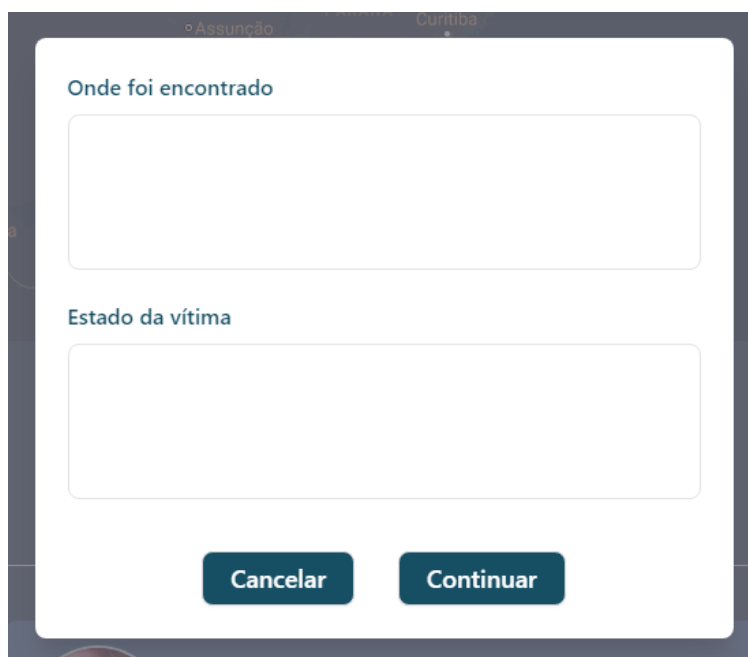 Assunção
Curitiba
a
Onde foi encontrado
Estado da vítima
Cancelar
Continuar